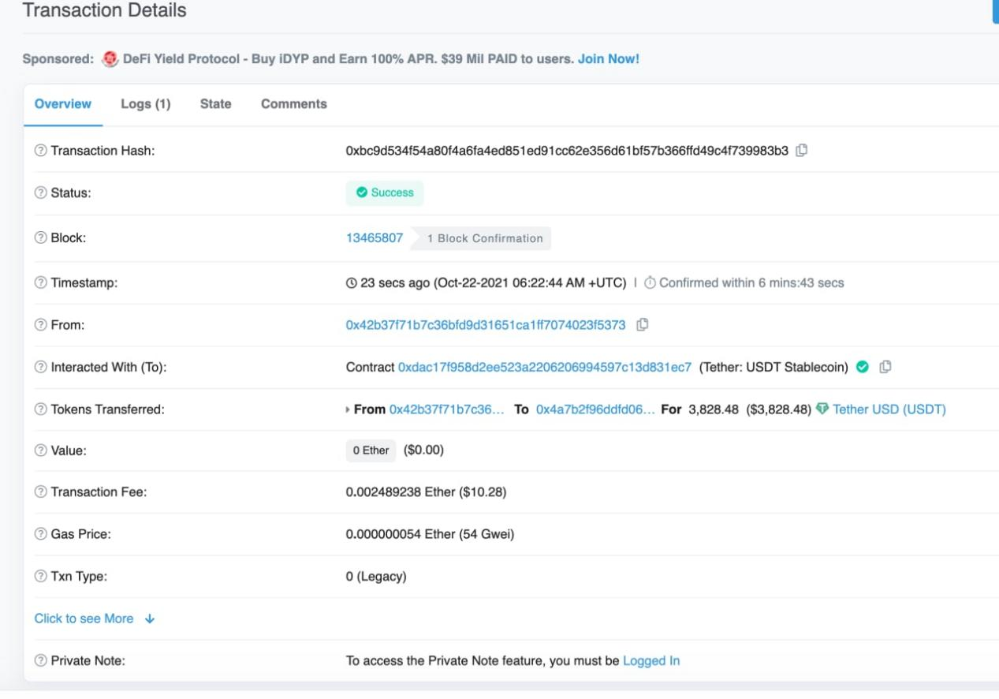 Transaction Details
Sponsored: DeFi Yield Protocol - Buy iDYP and Earn 100% APR. $39 Mil PAID to users. Join Now!
Overview Logs (1) State Comments
Transaction Hash: 0xbc9d534f54a80f4a6fa4ed851ed91cc62e356d61bf57b366ffd49c4f739983b3
Status: Success
Block: 13465807 1 Block Confirmation
Timestamp: 23 secs ago (Oct-22-2021 06:22:44 AM +UTC) | Confirmed within 6 mins:43 secs
From: 0x42b37f71b7c36bfd9d31651ca1ff7074023f5373
Interacted With (To): Contract 0xdac17f958d2ee523a2206206994597c13d831ec7 (Tether: USDT Stablecoin)
Tokens Transferred: From 0x42b37f71b7c36... To 0x4a7b2f96ddfd06... For 3,828.48 ($3,828.48) Tether USD (USDT)
Value: 0 Ether ($0.00)
Transaction Fee: 0.002489238 Ether ($10.28)
Gas Price: 0.000000054 Ether (54 Gwei)
Txn Type: 0 (Legacy)
Click to see More
Private Note: To access the Private Note feature, you must be Logged In